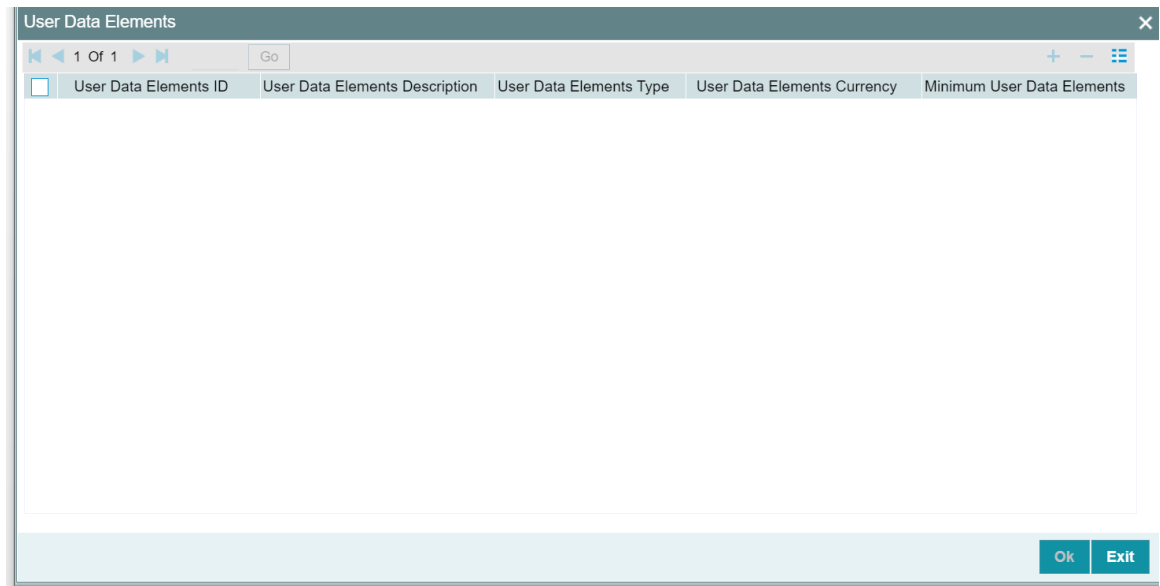 User Data Elements
1 Of 1 Go
User Data Elements ID User Data Elements Description User Data Elements Type User Data Elements Currency Minimum User Data Elements
Ok Exit